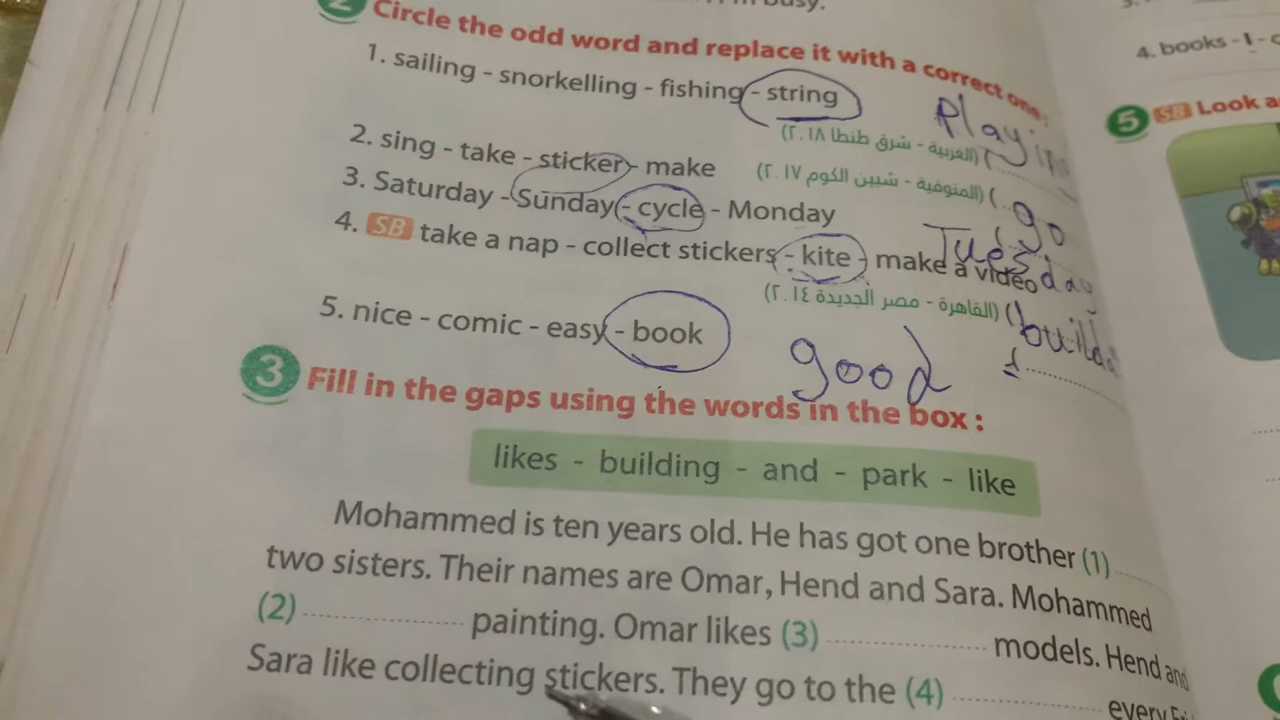 busy.
2 Circle the odd word and replace it with a correct one:
1. sailing - snorkelling - fishing - string
playing
(الغربية - شرق طنطا ٢٠١٨)
2. sing - take - sticker - make
go
(المنوفية - شبين الكوم ٢٠١٧)
3. Saturday - Sunday - cycle - Monday
Tuesday
4. SB take a nap - collect stickers - kite - make a video
(القاهرة - مصر الجديدة ٢٠١٤)
build
5. nice - comic - easy - book
good
3 Fill in the gaps using the words in the box :
likes - building - and - park - like
Mohammed is ten years old. He has got one brother (1)
two sisters. Their names are Omar, Hend and Sara. Mohammed
(2) painting. Omar likes (3) models. Hend and
Sara like collecting stickers. They go to the (4) every
4. books - I -
5 SB Look a